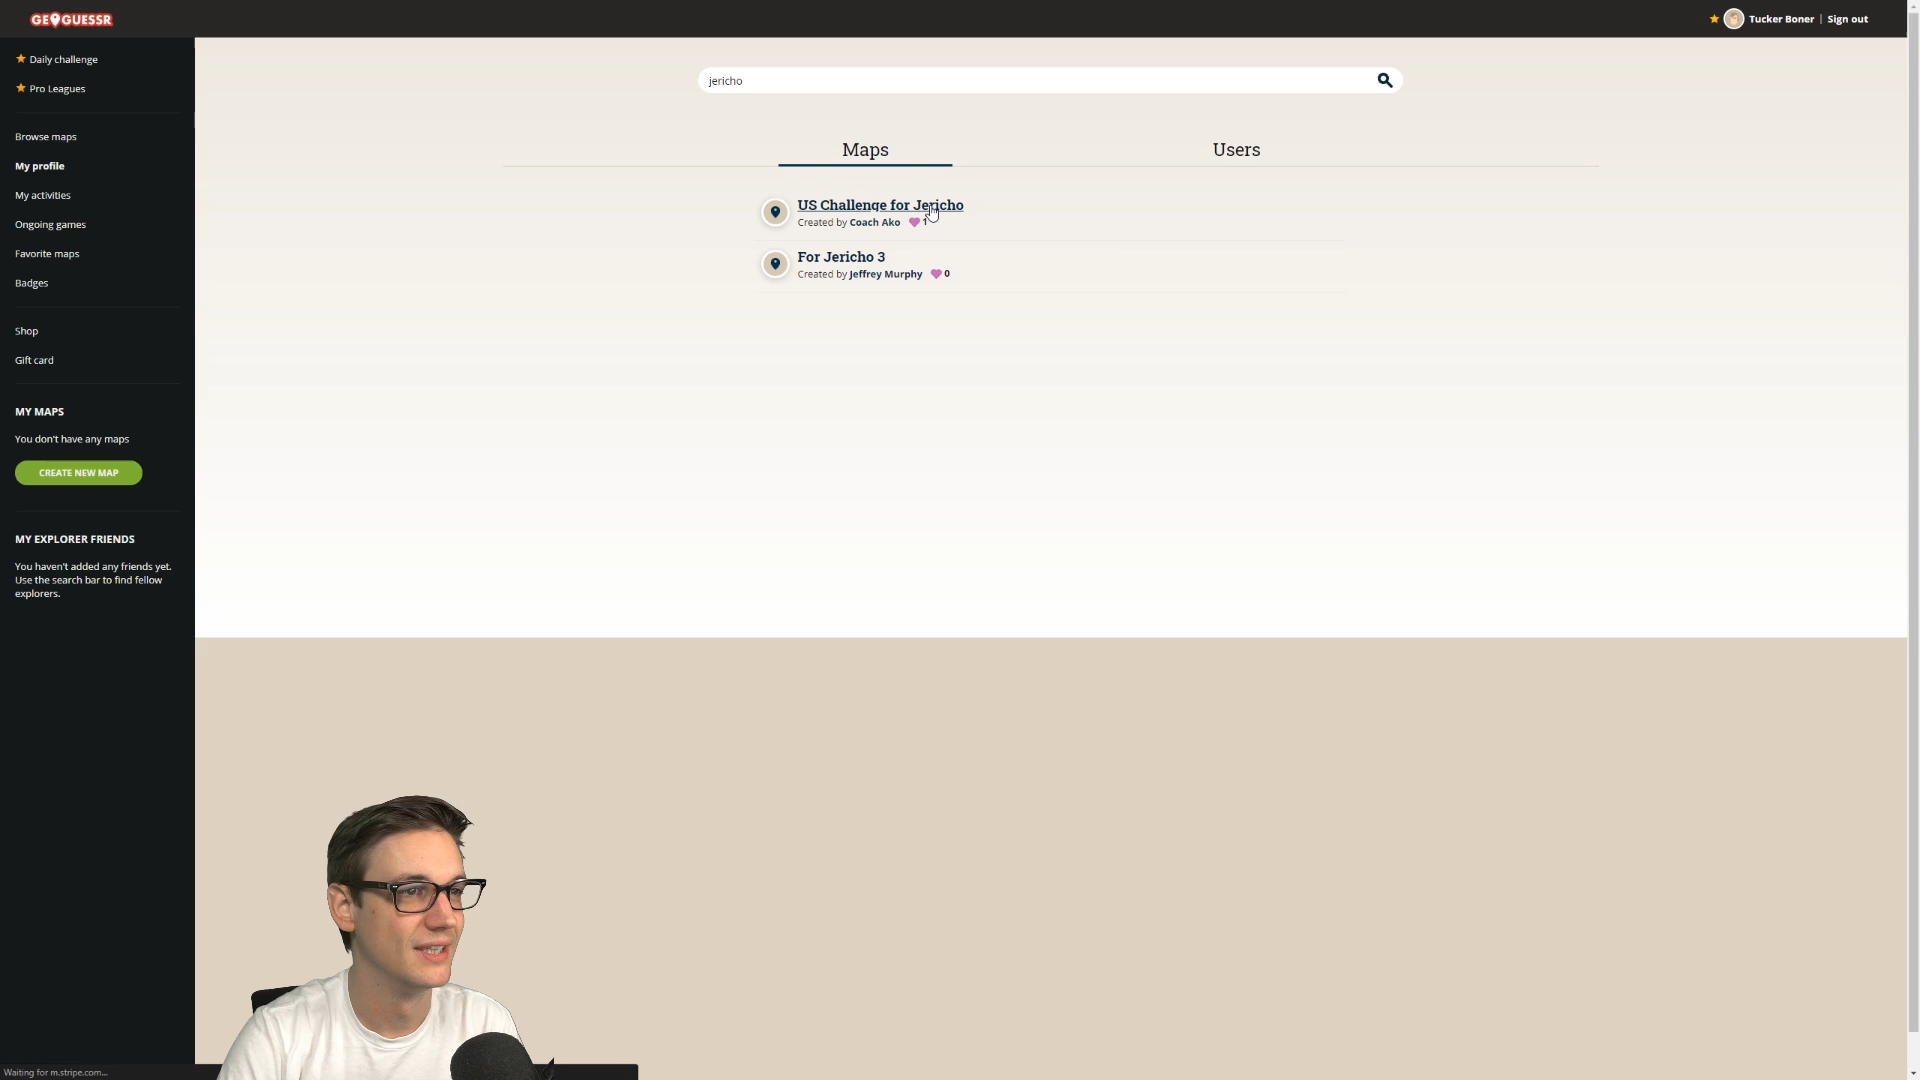 GEOGUESSR
Tucker Boner | Sign out
Daily challenge
Pro Leagues
Browse maps
My profile
My activities
Ongoing games
Favorite maps
Badges
Shop
Gift card
MY MAPS
You don't have any maps
CREATE NEW MAP
MY EXPLORER FRIENDS
You haven't added any friends yet.
Use the search bar to find fellow
explorers.
jericho
Maps
Users
US Challenge for Jericho
Created by Coach Ako 1
For Jericho 3
Created by Jeffrey Murphy 0
Waiting for m.stripe.com...